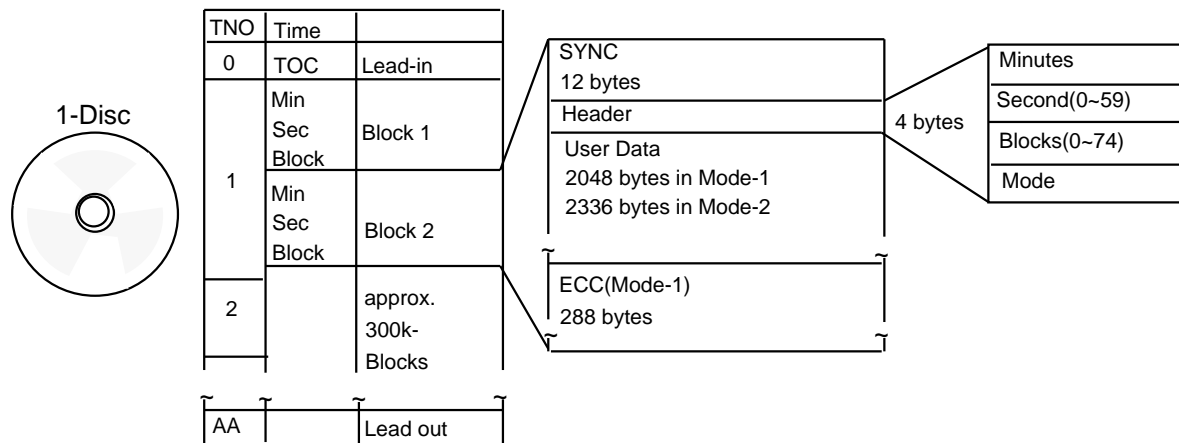 1-Disc
TNO Time
0 TOC Lead-in
1
Min
Sec
Block
Block 1
Min
Sec
Block
Block 2
2
approx.
300k-
Blocks
AA Lead out
SYNC
12 bytes
Header
User Data
2048 bytes in Mode-1
2336 bytes in Mode-2
ECC(Mode-1)
288 bytes
4 bytes
Minutes
Second(0~59)
Blocks(0~74)
Mode